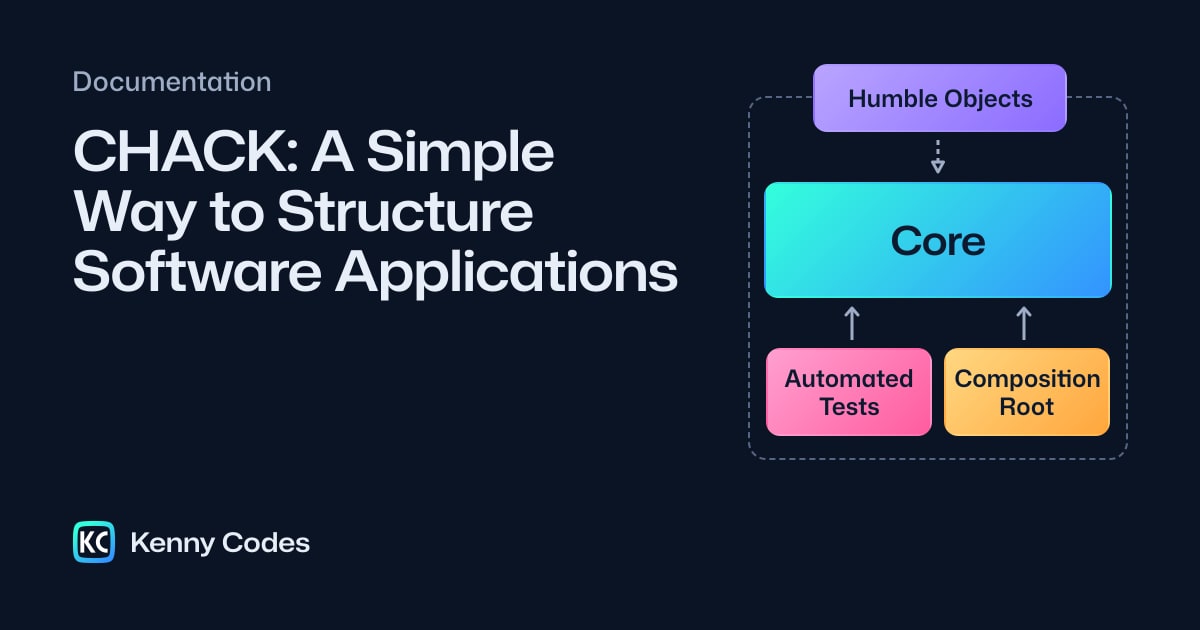 Documentation
CHACK: A Simple
Way to Structure
Software Applications
Humble Objects
Core
Automated
Tests
Composition
Root
KC
Kenny Codes